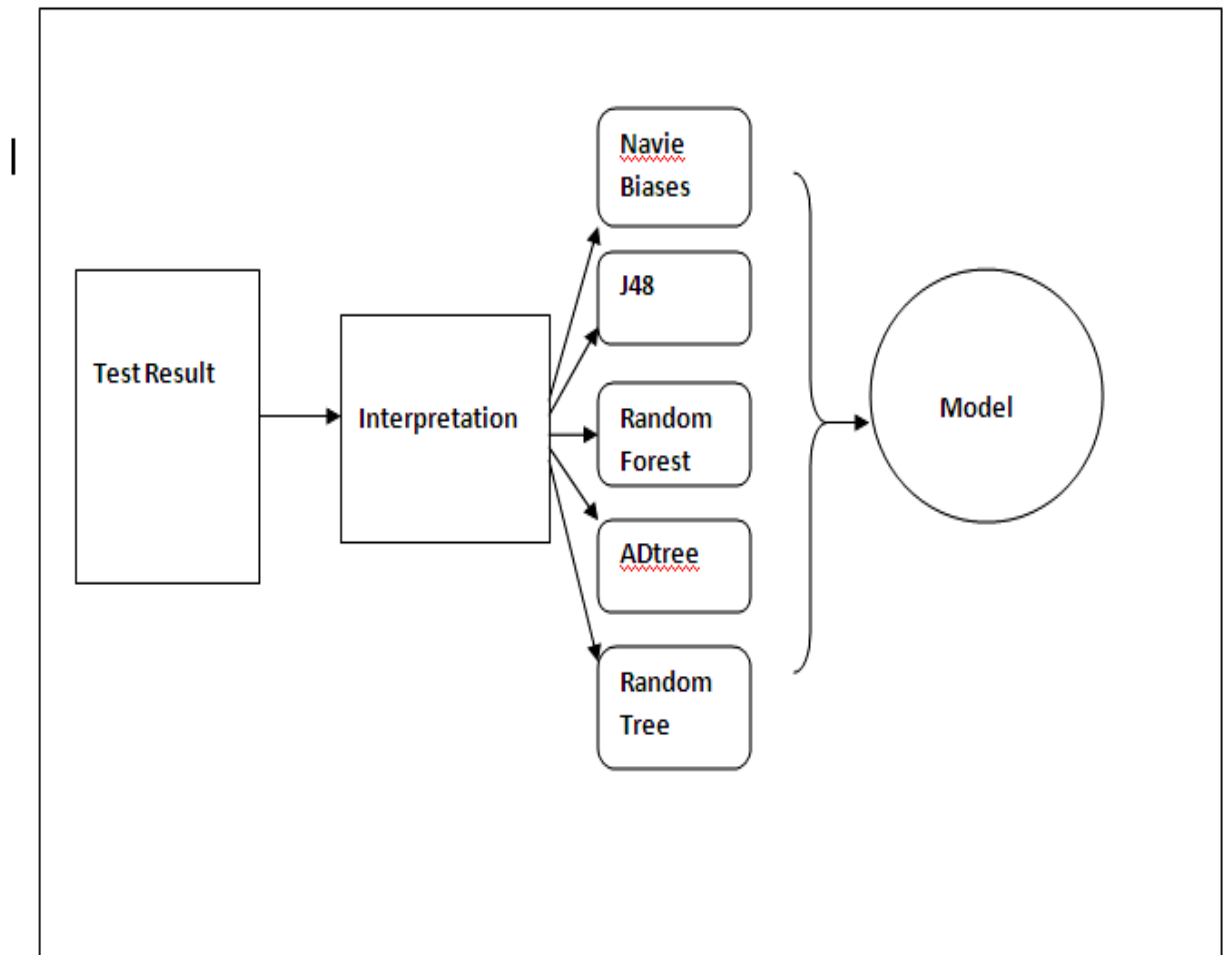 Test Result
Interpretation
Navie
Biases
J48
Random
Forest
ADtree
Random
Tree
Model